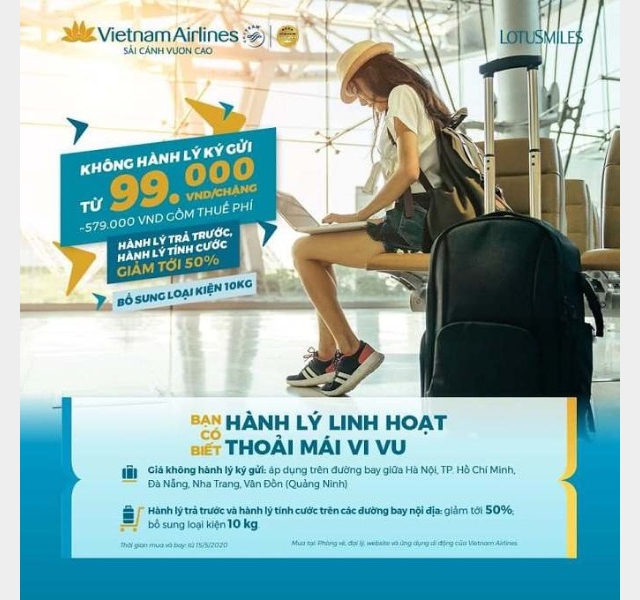 Vietnam Airlines
SẢI CÁNH VƯƠN CAO
SKYTEAM
LOTUSMILES
KHÔNG HÀNH LÝ KÝ GỬI
TỪ 99.000
VND/CHẶNG
~579.000 VND GỒM THUẾ PHÍ
HÀNH LÝ TRẢ TRƯỚC,
HÀNH LÝ TÍNH CƯỚC
GIẢM TỚI 50%
BỔ SUNG LOẠI KIỆN 10KG
BẠN CÓ BIẾT
HÀNH LÝ LINH HOẠT
THOẢI MÁI VI VU
Giá không hành lý ký gửi: áp dụng trên đường bay giữa Hà Nội, TP. Hồ Chí Minh,
Đà Nẵng, Nha Trang, Vân Đồn (Quảng Ninh)
Hành lý trả trước và hành lý tính cước trên các đường bay nội địa: giảm tới 50%;
bổ sung loại kiện 10 kg
Thời gian mua và bay: từ 15/5/2020
Mua tại: Phòng vé, đại lý, website và ứng dụng di động của Vietnam Airlines